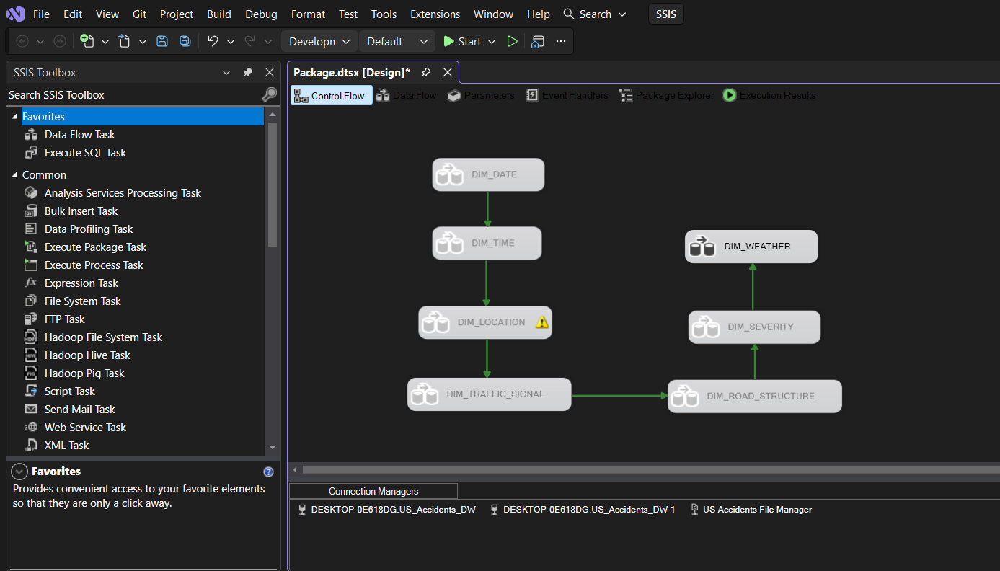 File Edit View Git Project Build Debug Format Test Tools Extensions Window Help Search SSIS
Developn Default Start
SSIS Toolbox
Search SSIS Toolbox
Favorites
Data Flow Task
Execute SQL Task
Common
Analysis Services Processing Task
Bulk Insert Task
Data Profiling Task
Execute Package Task
Execute Process Task
Expression Task
File System Task
FTP Task
Hadoop File System Task
Hadoop Hive Task
Hadoop Pig Task
Script Task
Send Mail Task
Web Service Task
XML Task
Favorites
Provides convenient access to your favorite elements
so that they are only a click away.
Package.dtsx [Design]*
Control Flow Data Flow Parameters Event Handlers Package Explorer Execution Results
DIM_DATE
DIM_TIME
DIM_LOCATION
DIM_TRAFFIC_SIGNAL
DIM_WEATHER
DIM_SEVERITY
DIM_ROAD_STRUCTURE
Connection Managers
DESKTOP-0E618DG.US_Accidents_DW DESKTOP-0E618DG.US_Accidents_DW 1 US Accidents File Manager